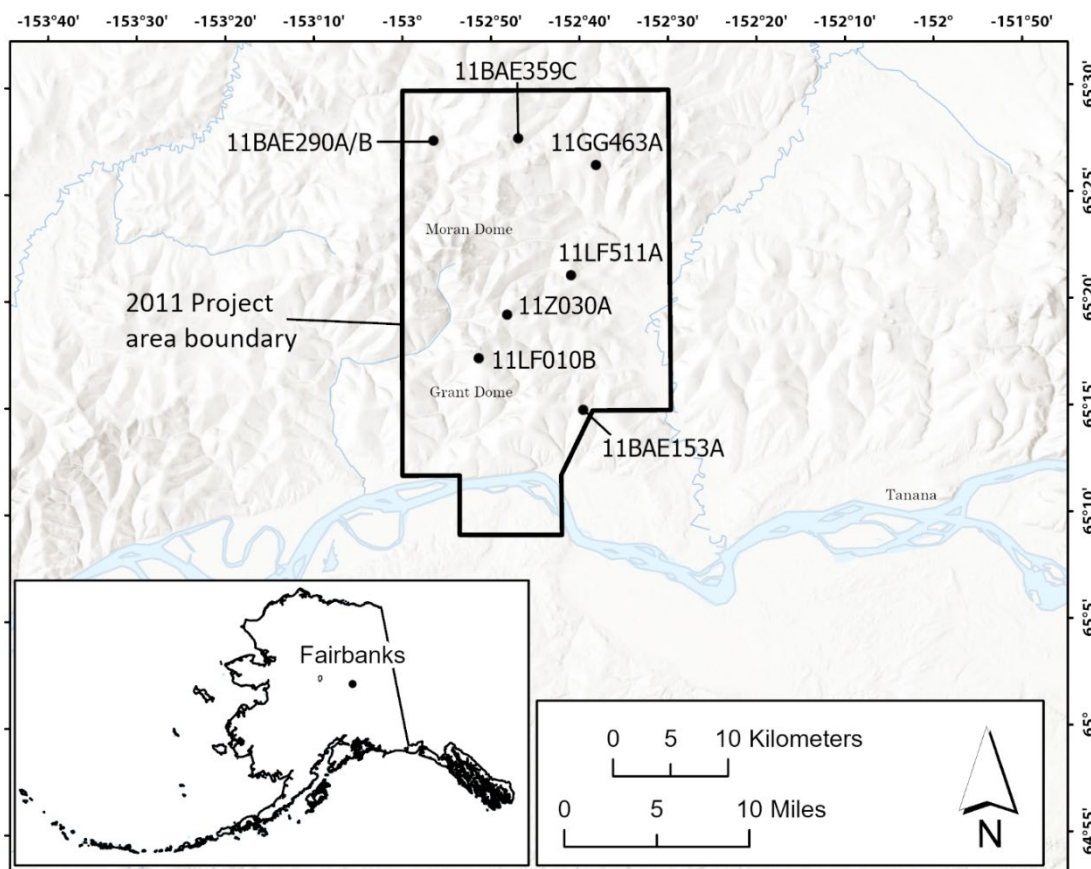 -153°40' -153°30' -153°20' -153°10' -153° -152°50' -152°40' -152°30' -152°20' -152°10' -152° -151°50'
65°30'
11BAE359C
11BAE290A/B
11GG463A
65°25'
Moran Dome
11LF511A
65°20'
2011 Project
area boundary
11Z030A
11LF010B
Grant Dome
65°15'
11BAE153A
Tanana
65°10'
65°5'
Fairbanks
65°
0 5 10 Kilometers
0 5 10 Miles
N
64°55'